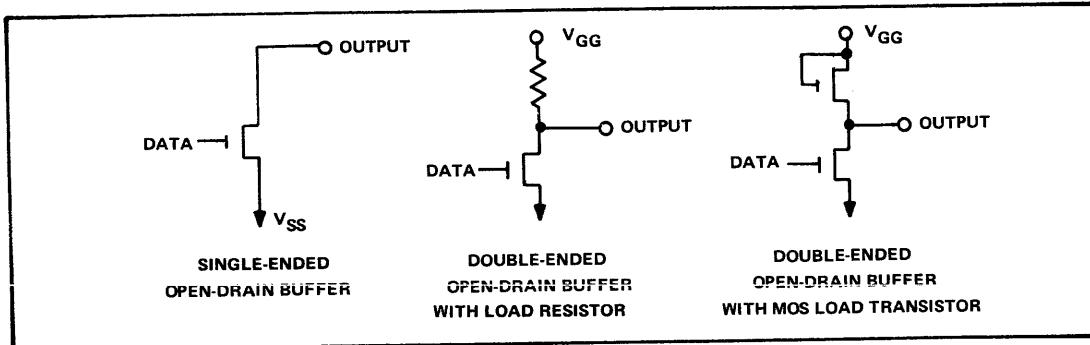 OUTPUT
DATA
VSS
SINGLE-ENDED
OPEN-DRAIN BUFFER
VGG
OUTPUT
DATA
DOUBLE-ENDED
OPEN-DRAIN BUFFER
WITH LOAD RESISTOR
VGG
OUTPUT
DATA
DOUBLE-ENDED
OPEN-DRAIN BUFFER
WITH MOS LOAD TRANSISTOR